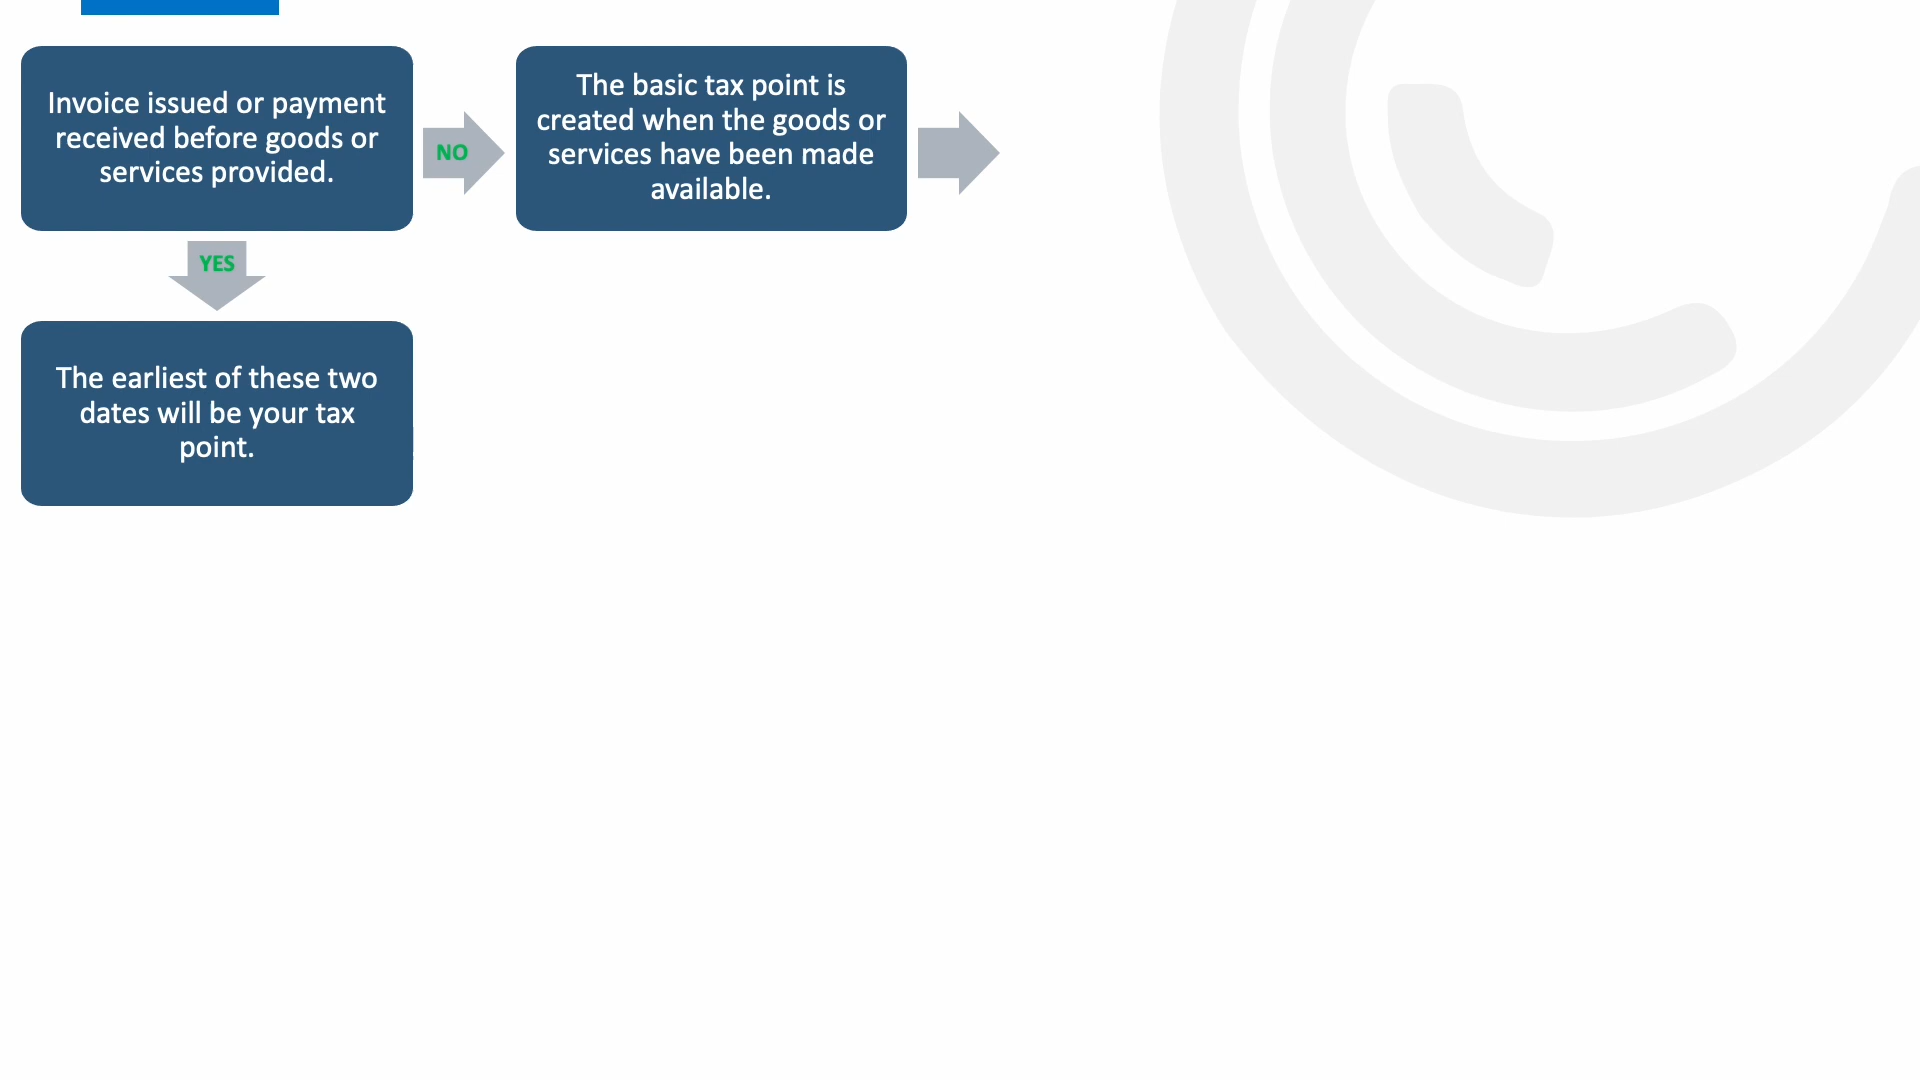 Invoice issued or payment
received before goods or
services provided.
NO
The basic tax point is
created when the goods or
services have been made
available.
YES
The earliest of these two
dates will be your tax
point.